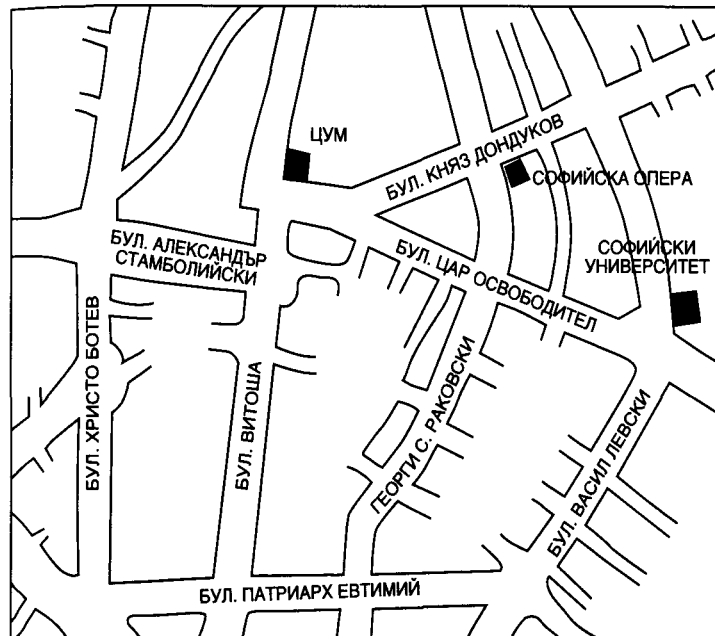 ЦУМ
БУЛ. КНЯЗ ДОНДУКОВ
СОФИЙСКА ОПЕРА
БУЛ. АЛЕКСАНДЪР
СТАМБОЛИЙСКИ
БУЛ. ЦАР ОСВОБОДИТЕЛ
СОФИЙСКИ
УНИВЕРСИТЕТ
БУЛ. ХРИСТО БОТЕВ
БУЛ. ВИТОША
ГЕОРГИ С. РАКОВСКИ
БУЛ. ВАСИЛ ЛЕВСКИ
БУЛ. ПАТРИАРХ ЕВТИМИЙ